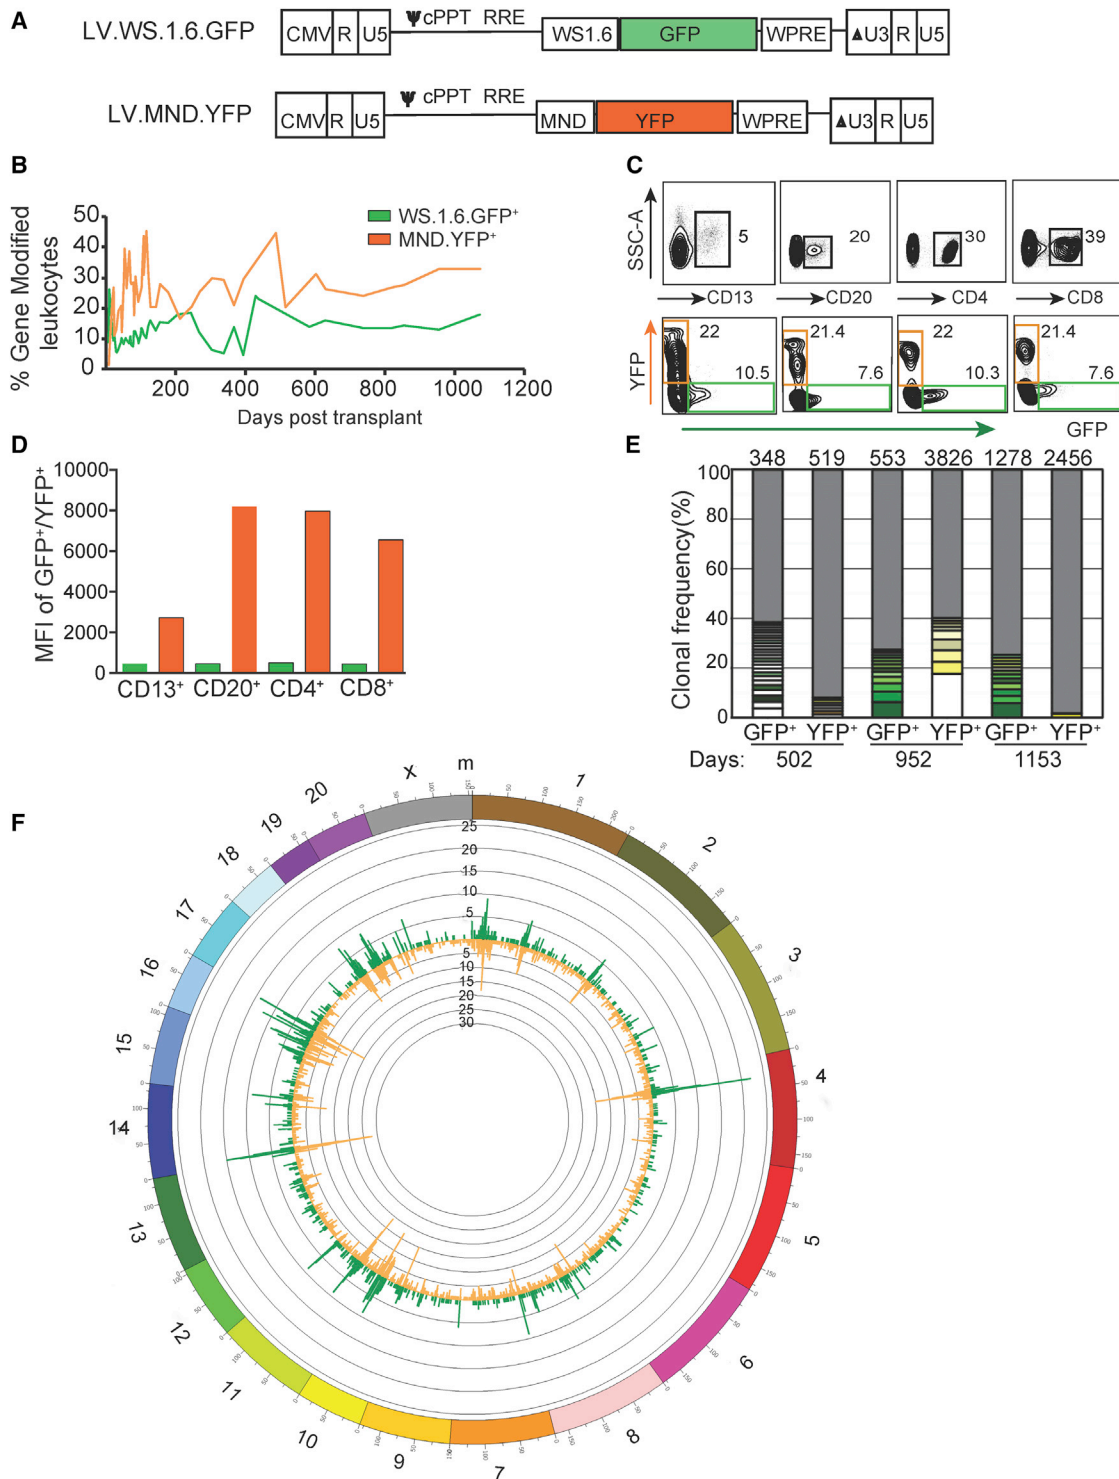 A
LV.WS.1.6.GFP
CMV R U5
Ψ cPPT RRE
WS1.6 GFP WPRE
▲U3 R U5
LV.MND.YFP
CMV R U5
Ψ cPPT RRE
MND YFP WPRE
▲U3 R U5
B
% Gene Modified
leukocytes
50
40
30
20
10
0
200 400 600 800 1000 1200
Days post transplant
WS.1.6.GFP+
MND.YFP+
C
SSC-A
5 20 30 39
CD13 CD20 CD4 CD8
YFP
22 21.4 22 21.4
10.5 7.6 10.3 7.6
GFP
D
MFI of GFP+/YFP+
10000
8000
6000
4000
2000
0
CD13+ CD20+ CD4+ CD8+
E
348 519 553 3826 1278 2456
Clonal frequency(%)
100
80
60
40
20
0
GFP+ YFP+ GFP+ YFP+ GFP+ YFP+
Days: 502 952 1153
F
m
1
2
3
4
5
6
8
7
9
10
11
12
13
14
15
16
17
18
19
20
X
25
20
15
10
5
5
10
15
20
25
30